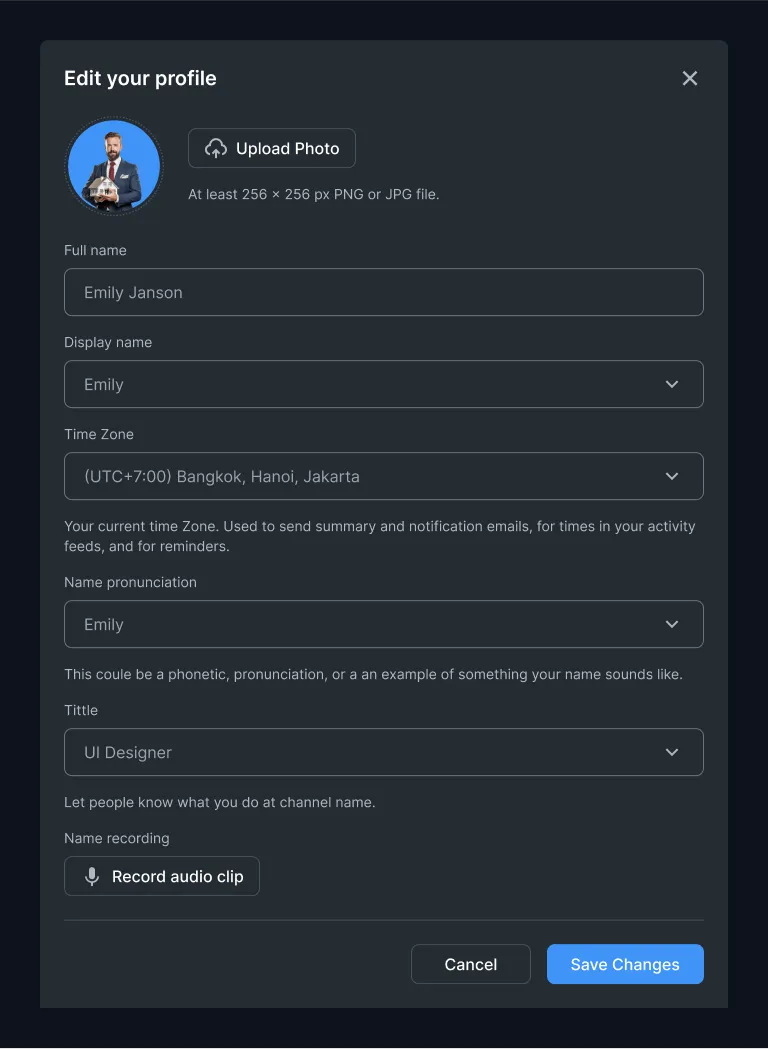 Edit your profile
Upload Photo
At least 256 × 256 px PNG or JPG file.
Full name
Emily Janson
Display name
Emily
Time Zone
(UTC+7:00) Bangkok, Hanoi, Jakarta
Your current time Zone. Used to send summary and notification emails, for times in your activity
feeds, and for reminders.
Name pronunciation
Emily
This coule be a phonetic, pronunciation, or a an example of something your name sounds like.
Tittle
UI Designer
Let people know what you do at channel name.
Name recording
Record audio clip
Cancel
Save Changes